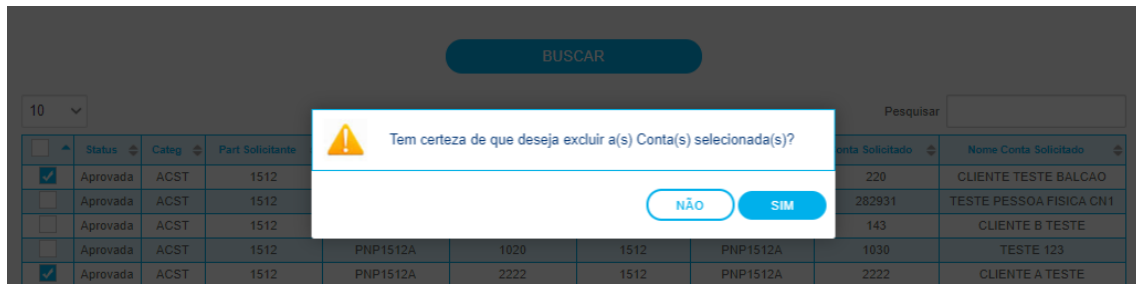 BUSCAR
10
Pesquisar
Status Categ Part Solicitante onta Solicitado Nome Conta Solicitado
Tem certeza de que deseja excluir a(s) Conta(s) selecionada(s)?
NÃO SIM
Aprovada ACST 1512 220 CLIENTE TESTE BALCAO
Aprovada ACST 1512 282931 TESTE PESSOA FISICA CN1
Aprovada ACST 1512 143 CLIENTE B TESTE
Aprovada ACST 1512 PNP1512A 1020 1512 PNP1512A 1030 TESTE 123
Aprovada ACST 1512 PNP1512A 2222 1512 PNP1512A 2222 CLIENTE A TESTE